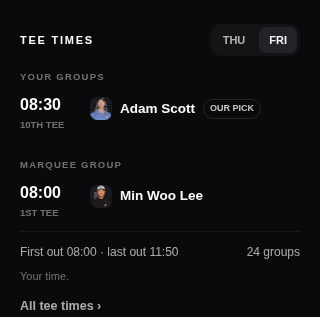 TEE TIMES THU FRI
YOUR GROUPS
08:30 Adam Scott OUR PICK
10TH TEE
MARQUEE GROUP
08:00 Min Woo Lee
1ST TEE
First out 08:00 · last out 11:50 24 groups
Your time.
All tee times ›